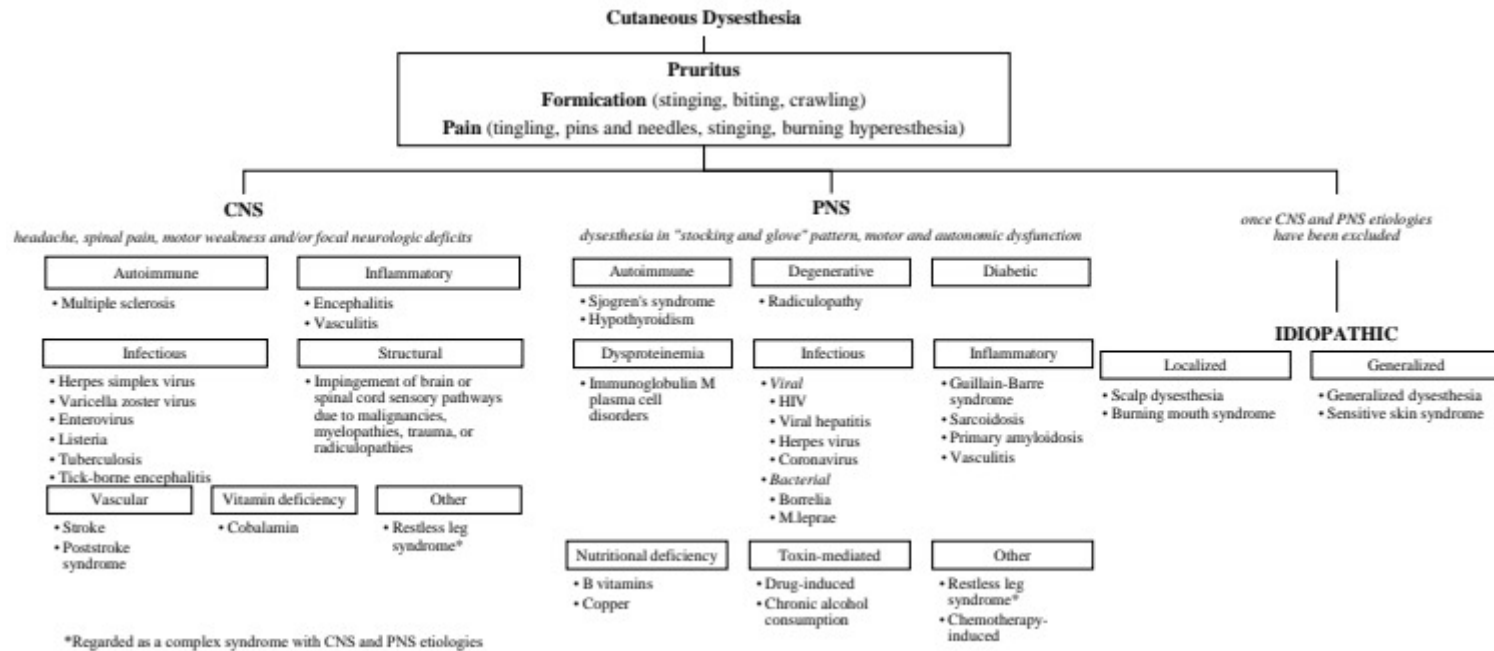 Cutaneous Dysesthesia
Pruritus
Formication (stinging, biting, crawling)
Pain (tingling, pins and needles, stinging, burning hyperesthesia)
CNS
headache, spinal pain, motor weakness and/or focal neurologic deficits
Autoimmune
• Multiple sclerosis
Inflammatory
• Encephalitis
• Vasculitis
Infectious
• Herpes simplex virus
• Varicella zoster virus
• Enterovirus
• Listeria
• Tuberculosis
• Tick-borne encephalitis
Structural
• Impingement of brain or
spinal cord sensory pathways
due to malignancies,
myelopathies, trauma, or
radiculopathies
Vascular
• Stroke
• Poststroke
syndrome
Vitamin deficiency
• Cobalamin
Other
• Restless leg
syndrome*
PNS
dysesthesia in "stocking and glove" pattern, motor and autonomic dysfunction
Autoimmune
• Sjogren's syndrome
• Hypothyroidism
Degenerative
• Radiculopathy
Diabetic
Dysproteinemia
• Immunoglobulin M
plasma cell
disorders
Infectious
• Viral
• HIV
• Viral hepatitis
• Herpes virus
• Coronavirus
• Bacterial
• Borrelia
• M.leprae
Inflammatory
• Guillain-Barre
syndrome
• Sarcoidosis
• Primary amyloidosis
• Vasculitis
Nutritional deficiency
• B vitamins
• Copper
Toxin-mediated
• Drug-induced
• Chronic alcohol
consumption
Other
• Restless leg
syndrome*
• Chemotherapy-
induced
once CNS and PNS etiologies
have been excluded
IDIOPATHIC
Localized
• Scalp dysesthesia
• Burning mouth syndrome
Generalized
• Generalized dysesthesia
• Sensitive skin syndrome
*Regarded as a complex syndrome with CNS and PNS etiologies